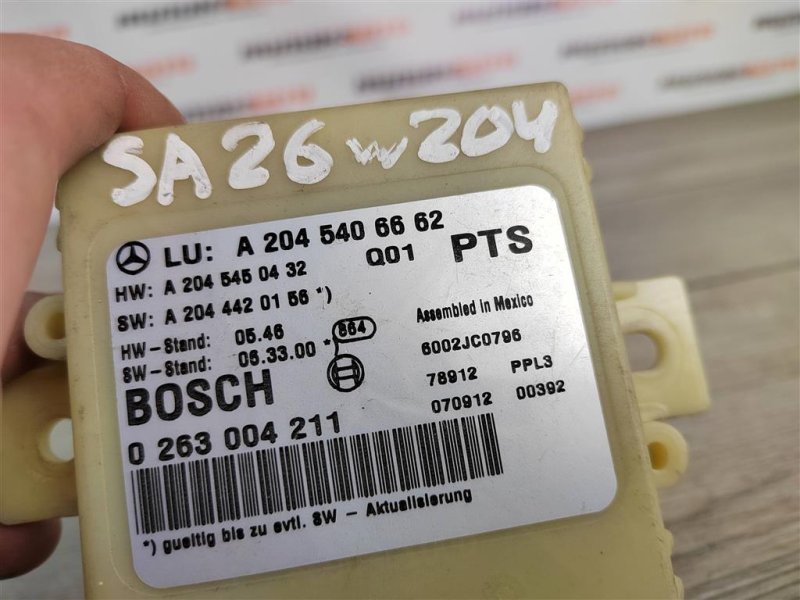 SA26 w204
LU: A 204 540 66 62
Q01 PTS
HW: A 204 545 04 32
SW: A 204 442 01 56 *)
HW-Stand: 05.46
SW-Stand: 06.33.00 *
864
Assembled in Mexico
6002JC0796
78912 PPL3
070912 00392
BOSCH
0 263 004 211
*) gueltig bis zu evtl. SW - Aktualisierung